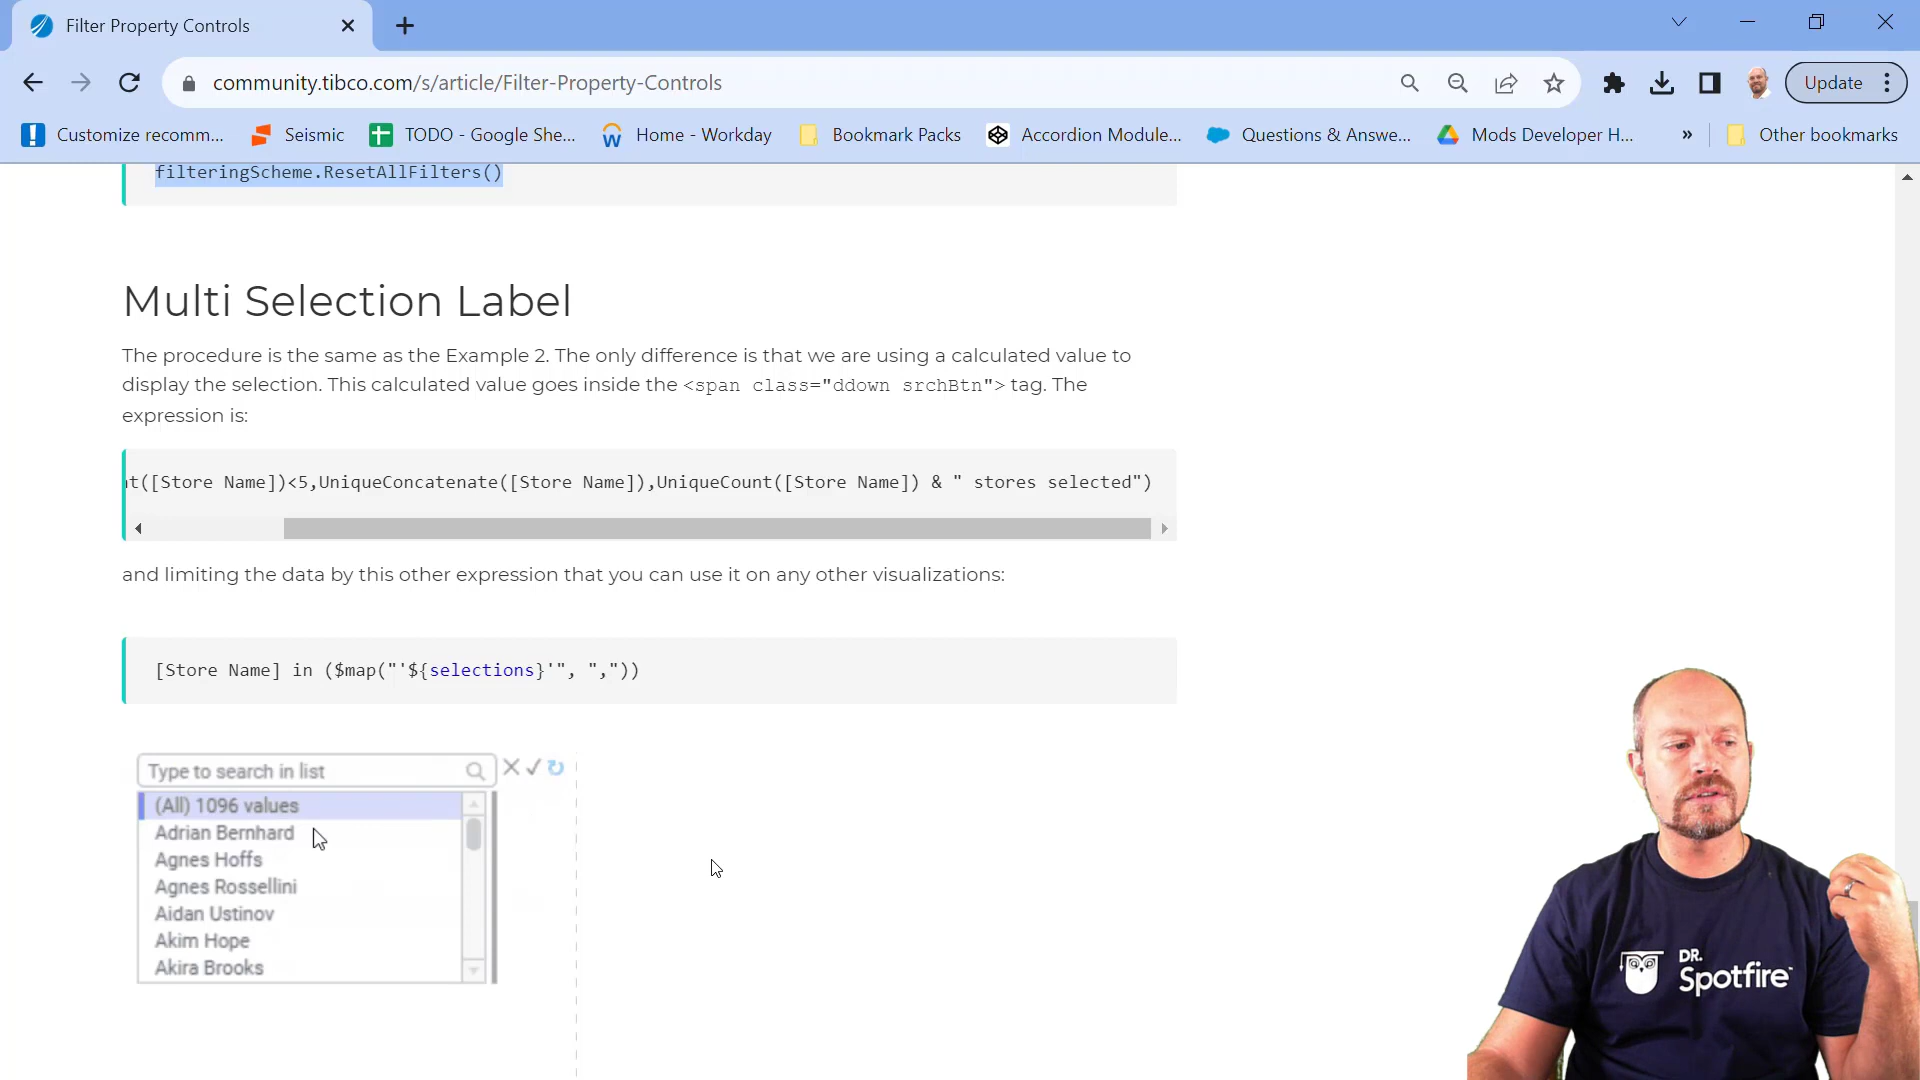 Filter Property Controls
community.tibco.com/s/article/Filter-Property-Controls
Update
Customize recomm...
Seismic
TODO - Google She...
Home - Workday
Bookmark Packs
Accordion Module...
Questions & Answe...
Mods Developer H...
»
Other bookmarks
filteringScheme.ResetAllFilters()
Multi Selection Label
The procedure is the same as the Example 2. The only difference is that we are using a calculated value to
display the selection. This calculated value goes inside the <span class="ddown srchBtn"> tag. The
expression is:
t([Store Name])<5,UniqueConcatenate([Store Name]),UniqueCount([Store Name]) & " stores selected")
and limiting the data by this other expression that you can use it on any other visualizations:
[Store Name] in ($map("'${selections}'", ","))
Type to search in list
(All) 1096 values
Adrian Bernhard
Agnes Hoffs
Agnes Rossellini
Aidan Ustinov
Akim Hope
Akira Brooks
DR.
Spotfire™